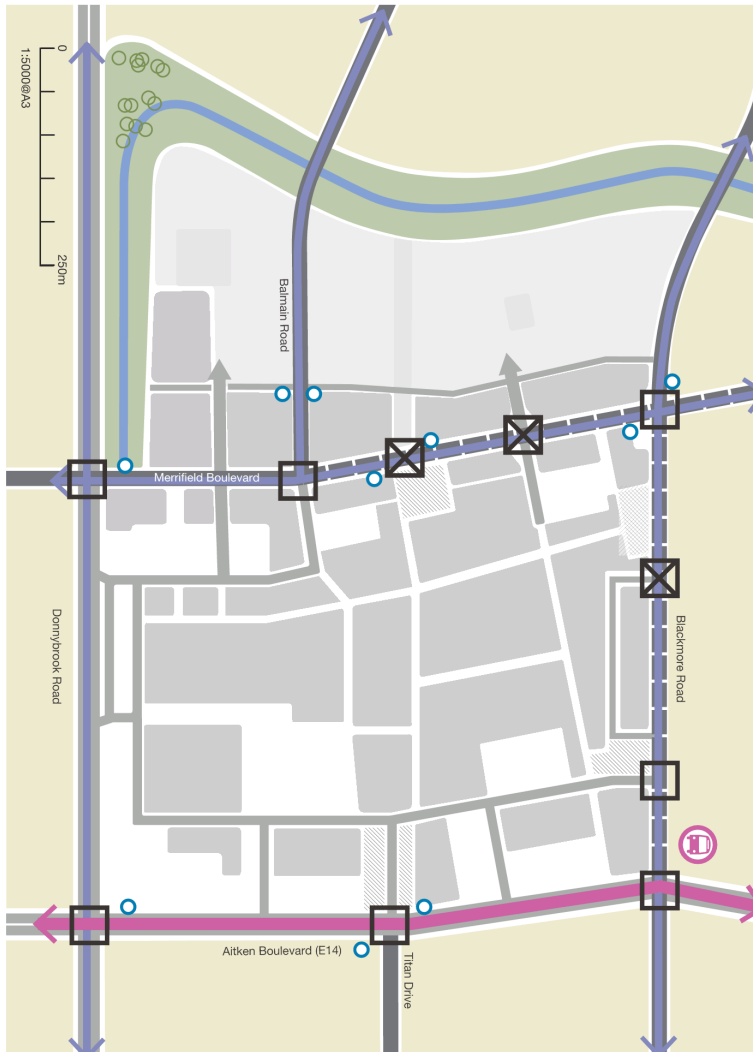 0
250m
1:5000@A3
Balmain Road
Merrifield Boulevard
Donnybrook Road
Blackmore Road
Aitken Boulevard (E14)
Titan Drive